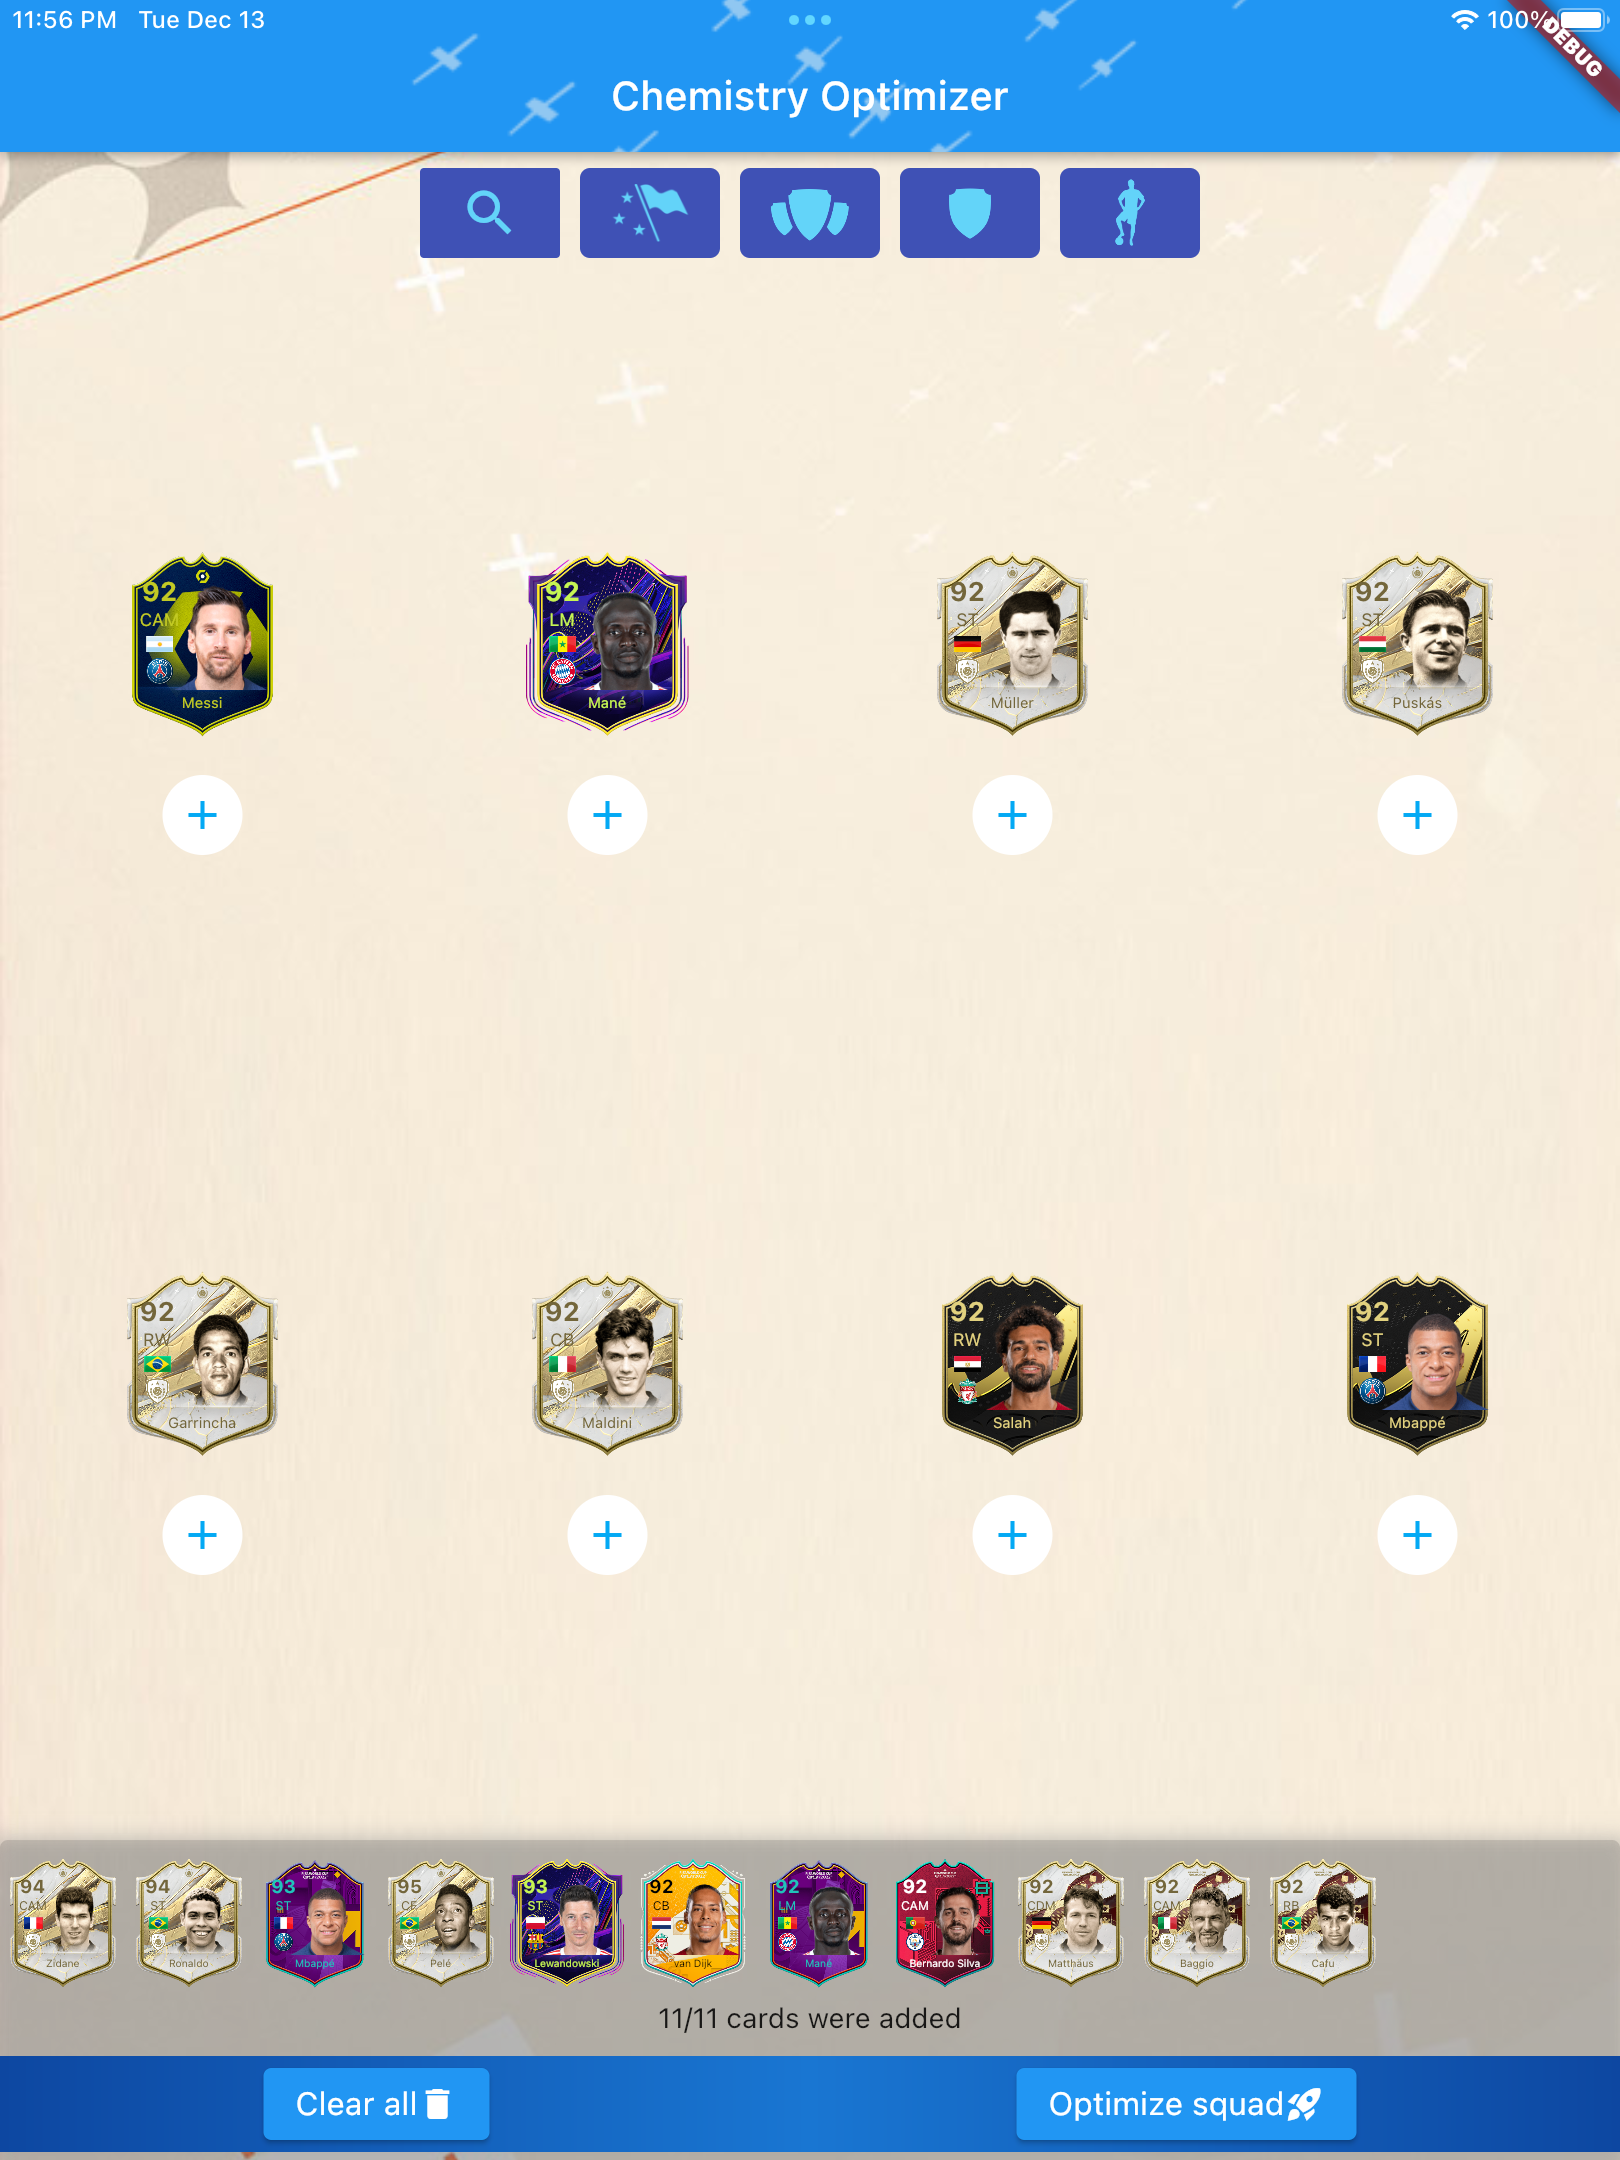 11:56 PM Tue Dec 13
100%
DEBUG
Chemistry Optimizer
92
CAM
Messi
92
LM
Mané
92
ST
Müller
92
ST
Puskás
92
RW
Garrincha
92
CB
Maldini
92
RW
Salah
92
ST
Mbappé
94
CAM
Zidane
94
ST
Ronaldo
93
ST
Mbappé
95
CF
Pelé
93
ST
Lewandowski
92
CB
van Dijk
92
LM
Mané
92
CAM
Bernardo Silva
92
CDM
Matthäus
92
CAM
Baggio
92
RB
Cafu
11/11 cards were added
Clear all
Optimize squad